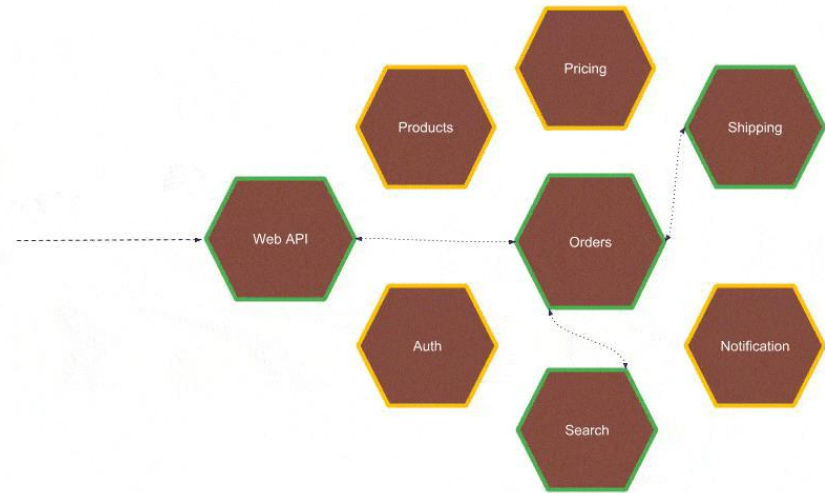 Pricing
Products
Shipping
Web API
Orders
Auth
Notification
Search